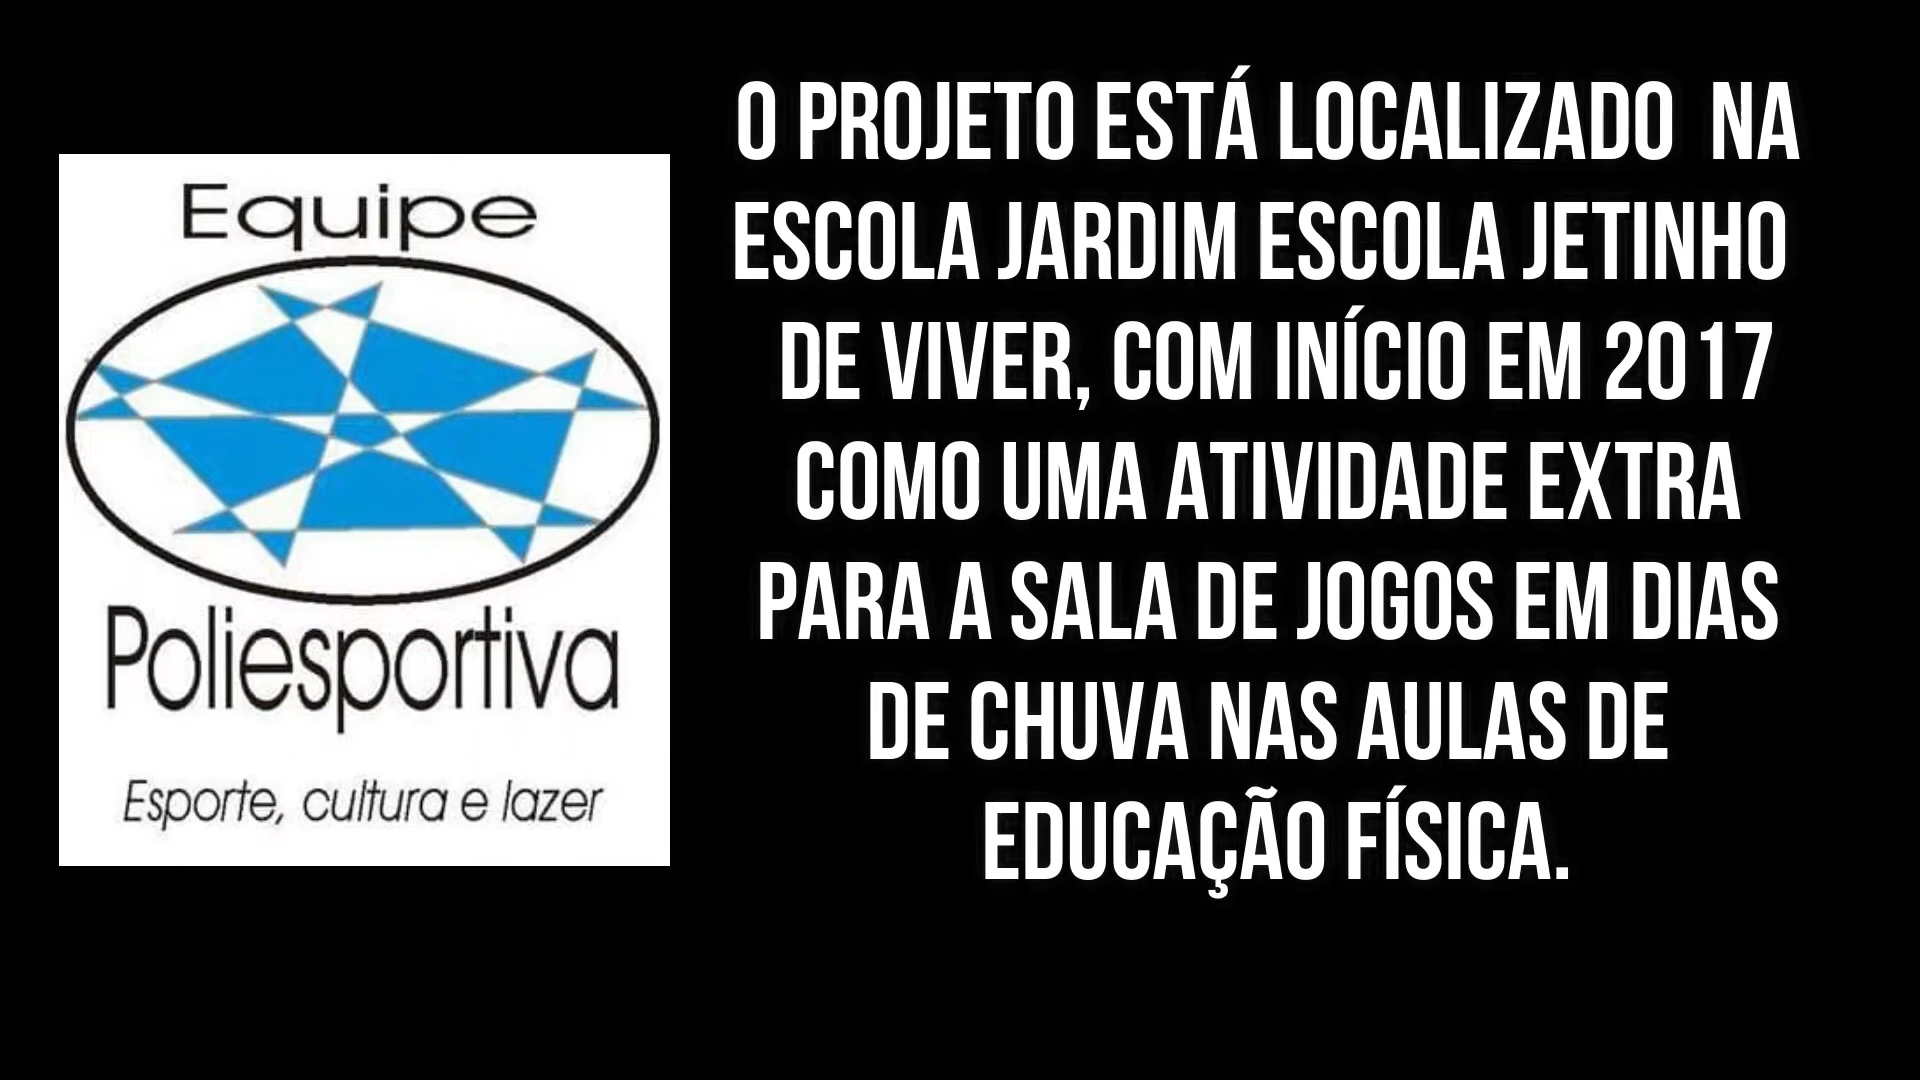 Equipe
Poliesportiva
Esporte, cultura e lazer
O PROJETO ESTÁ LOCALIZADO NA
ESCOLA JARDIM ESCOLA JETINHO
DE VIVER, COM INÍCIO EM 2017
COMO UMA ATIVIDADE EXTRA
PARA A SALA DE JOGOS EM DIAS
DE CHUVA NAS AULAS DE
EDUCAÇÃO FÍSICA.